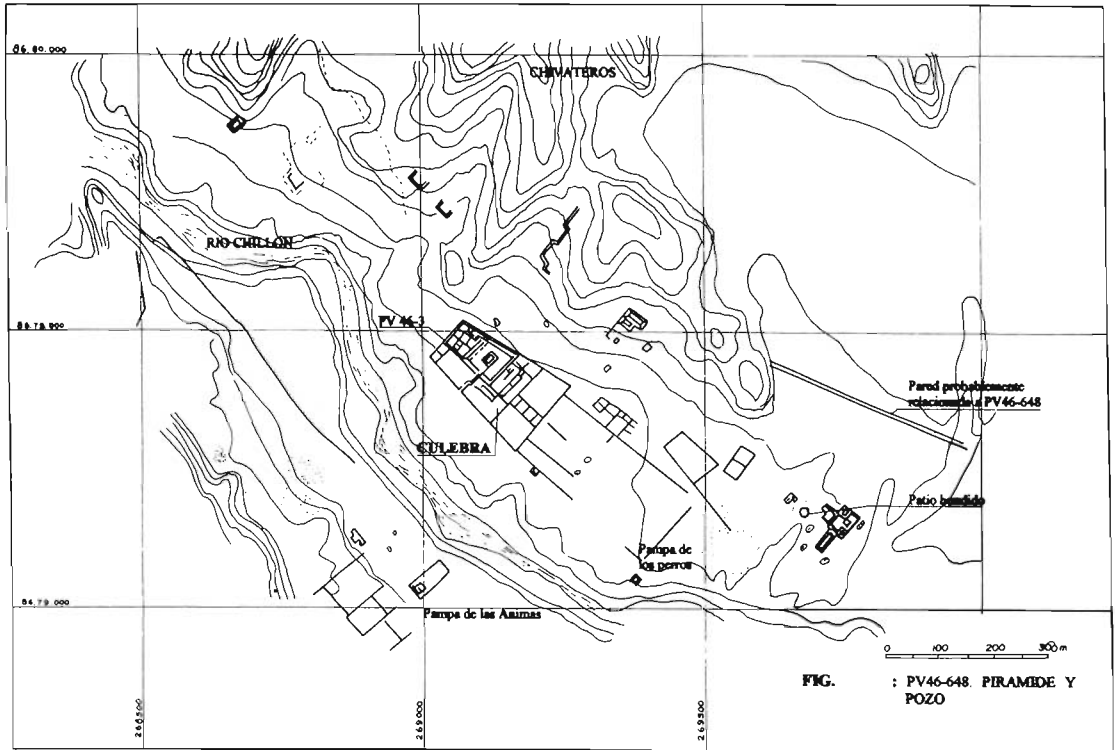 86.80.000
CHIVATEROS
RIO CHILLON
PV 46-3
86.79.000
Pared probablemente
relacionada a PV46-648
CULEBRA
Patio hundido
Pampa de
los perros
86.79.000
Pampa de las Animas
0 100 200 300 m
FIG. : PV46-648. PIRAMIDE Y
POZO
268500
269000
269500